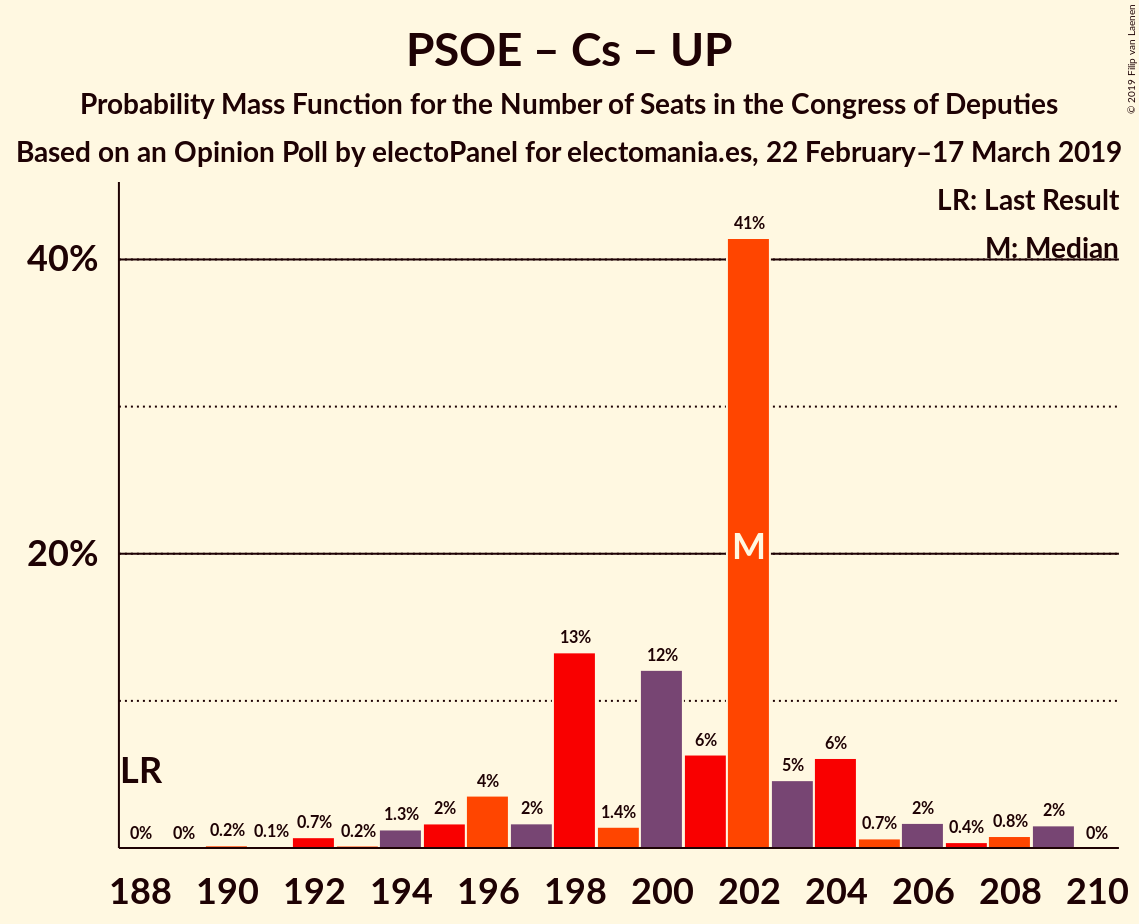 PSOE – Cs – UP
Probability Mass Function for the Number of Seats in the Congress of Deputies
Based on an Opinion Poll by electoPanel for electomania.es, 22 February–17 March 2019
© 2019 Filip van Laenen
LR: Last Result
M: Median
40%
20%
LR
M
0%
0%
0.2%
0.1%
0.7%
0.2%
1.3%
2%
4%
2%
13%
1.4%
12%
6%
41%
5%
6%
0.7%
2%
0.4%
0.8%
2%
0%
188 190 192 194 196 198 200 202 204 206 208 210